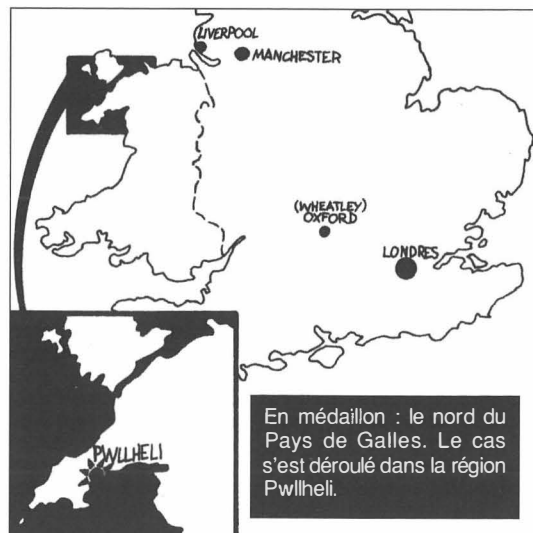 LIVERPOOL
MANCHESTER
(WHEATLEY)
OXFORD
LONDRES
PWLLHELI
En médaillon : le nord du
Pays de Galles. Le cas
s'est déroulé dans la région
Pwllheli.